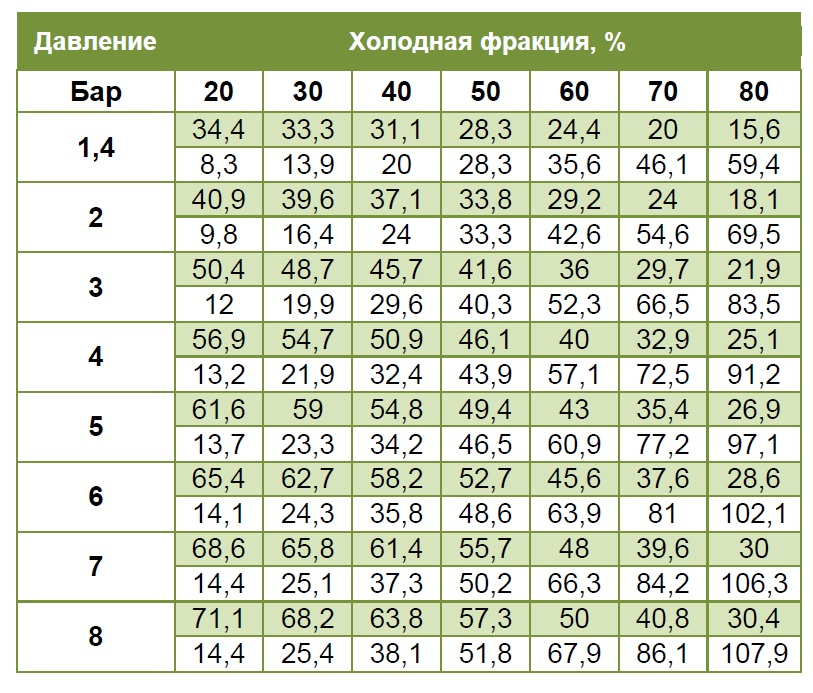 Давление Холодная фракция, %
Бар 20 30 40 50 60 70 80
1,4
34,4 33,3 31,1 28,3 24,4 20 15,6
8,3 13,9 20 28,3 35,6 46,1 59,4
2
40,9 39,6 37,1 33,8 29,2 24 18,1
9,8 16,4 24 33,3 42,6 54,6 69,5
3
50,4 48,7 45,7 41,6 36 29,7 21,9
12 19,9 29,6 40,3 52,3 66,5 83,5
4
56,9 54,7 50,9 46,1 40 32,9 25,1
13,2 21,9 32,4 43,9 57,1 72,5 91,2
5
61,6 59 54,8 49,4 43 35,4 26,9
13,7 23,3 34,2 46,5 60,9 77,2 97,1
6
65,4 62,7 58,2 52,7 45,6 37,6 28,6
14,1 24,3 35,8 48,6 63,9 81 102,1
7
68,6 65,8 61,4 55,7 48 39,6 30
14,4 25,1 37,3 50,2 66,3 84,2 106,3
8
71,1 68,2 63,8 57,3 50 40,8 30,4
14,4 25,4 38,1 51,8 67,9 86,1 107,9